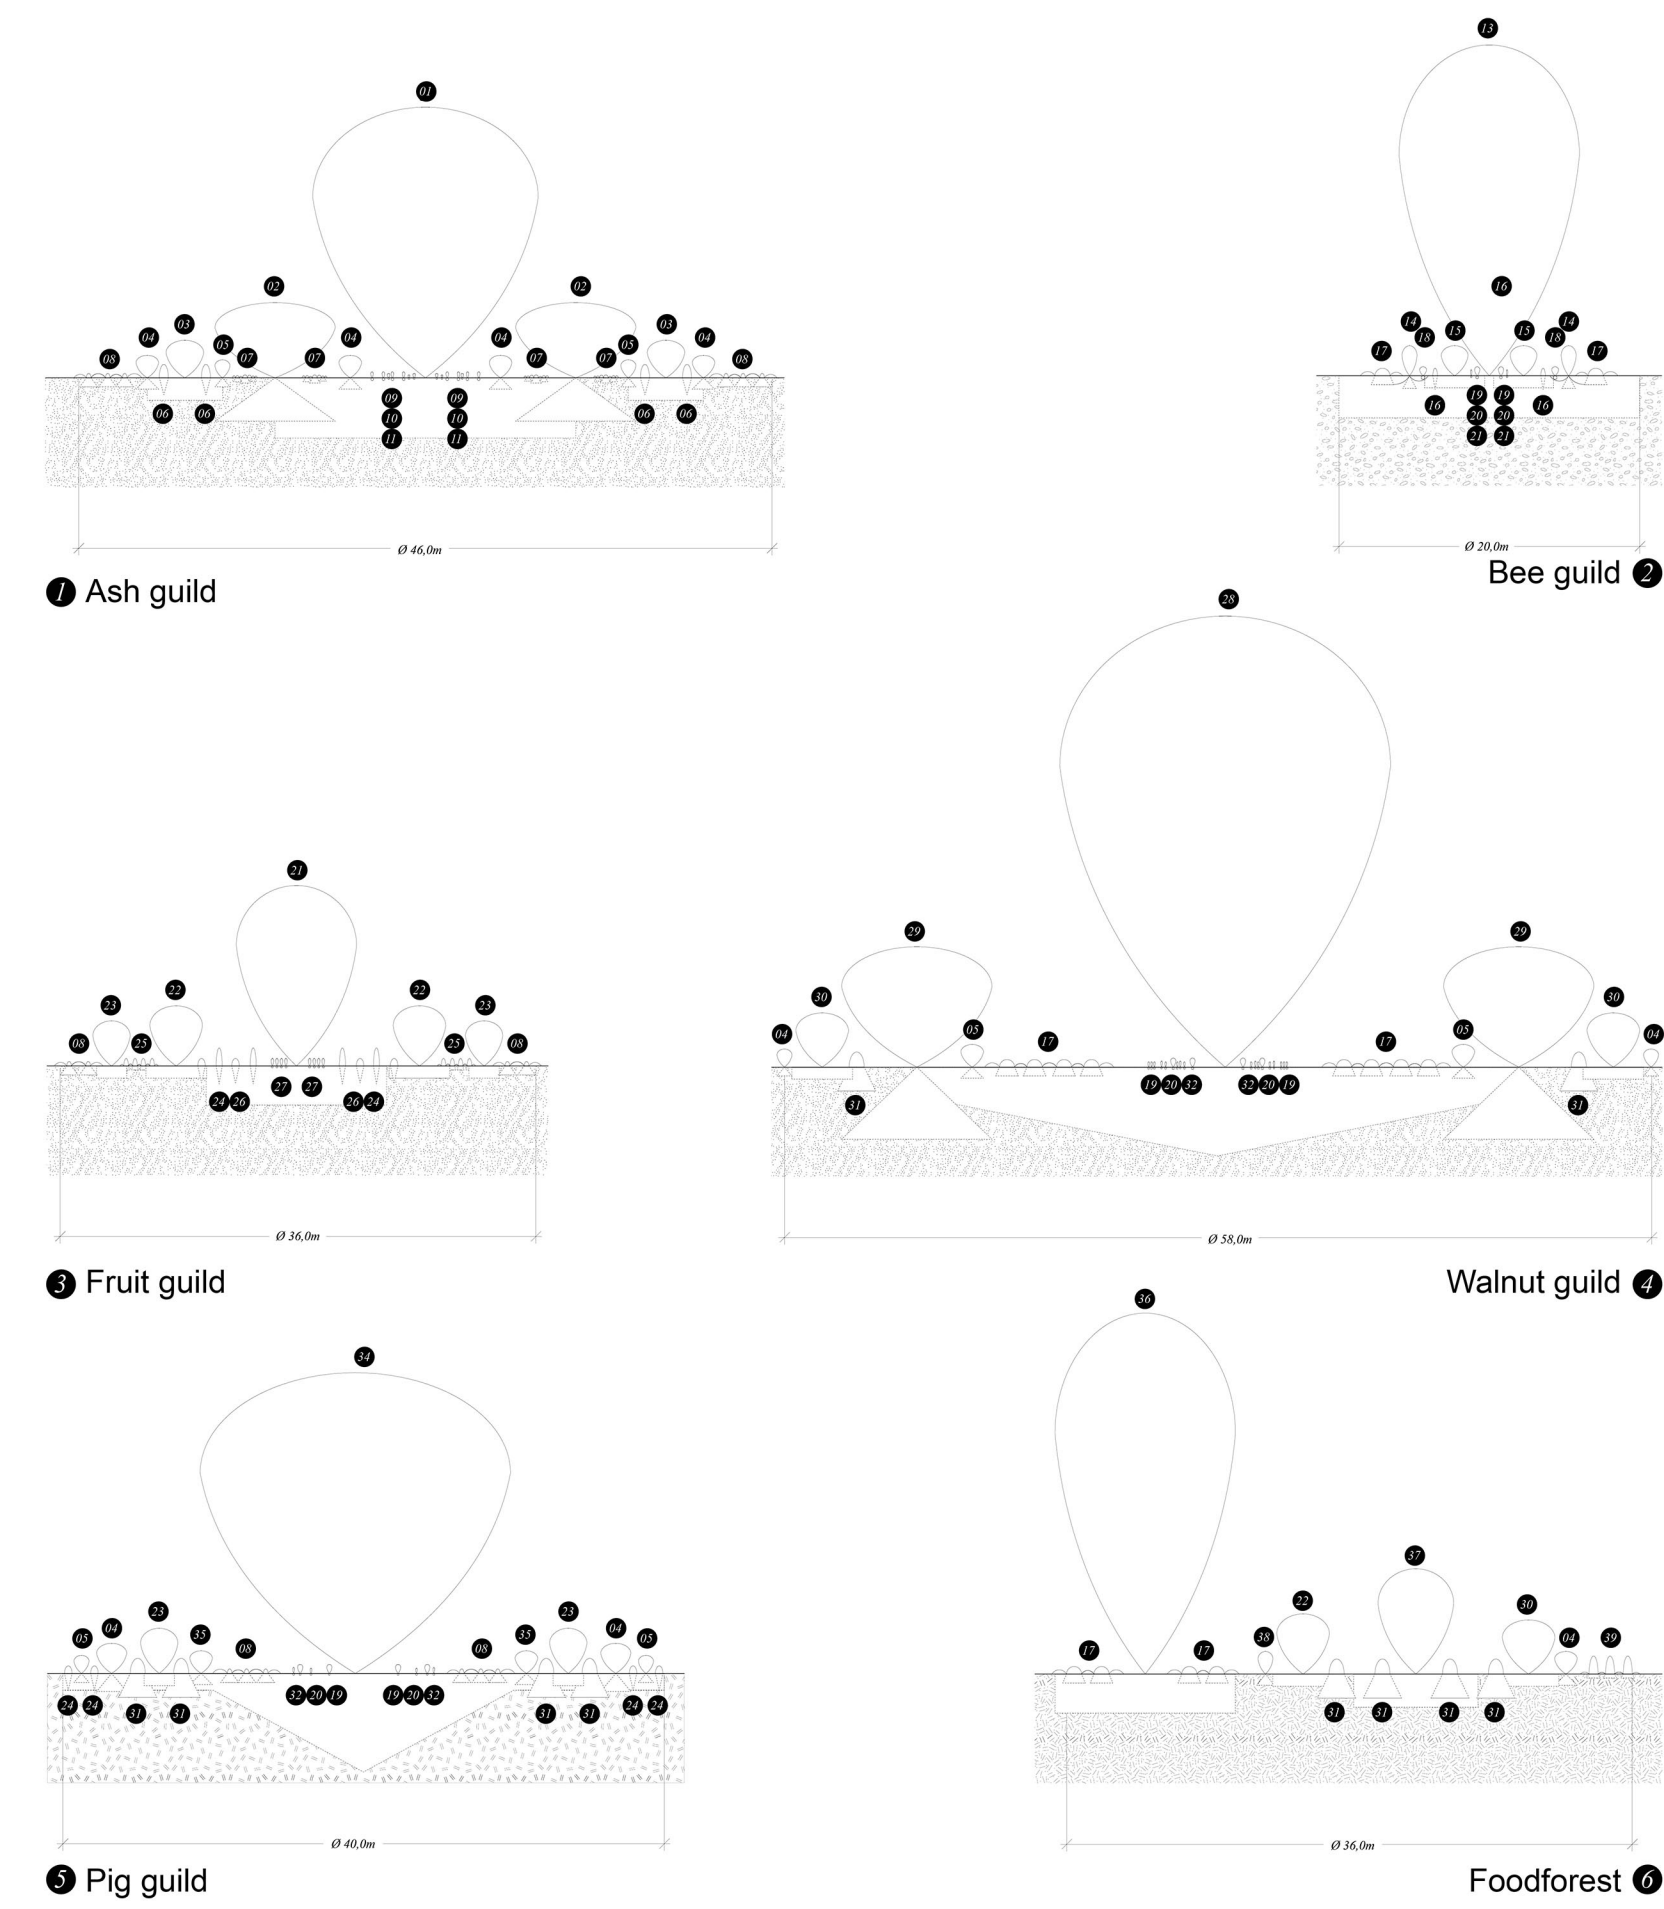 01
02 02
04 03 05 04 04 05 03 04
08 07 07 07 07 08
06 06 09 09 06 06
10 10
11 11
Ø 46,0m
1 Ash guild
13
16
14 18 15 15 18 14
17 17
16 19 19 16
20 20
21 21
Ø 20,0m
Bee guild 2
21
23 22 22 23
08 25 25 08
27 27
24 26 26 24
Ø 36,0m
3 Fruit guild
28
29 29
30 30
04 05 17 17 05 04
19 20 32 32 20 19
31 31
Ø 58,0m
Walnut guild 4
34
23 23
05 04 35 08 08 35 04 05
32 20 19 19 20 32
24 24 31 31 31 31 24 24
Ø 40,0m
5 Pig guild
36
37
22 30
17 17 38 04 39
31 31 31 31
Ø 36,0m
Foodforest 6